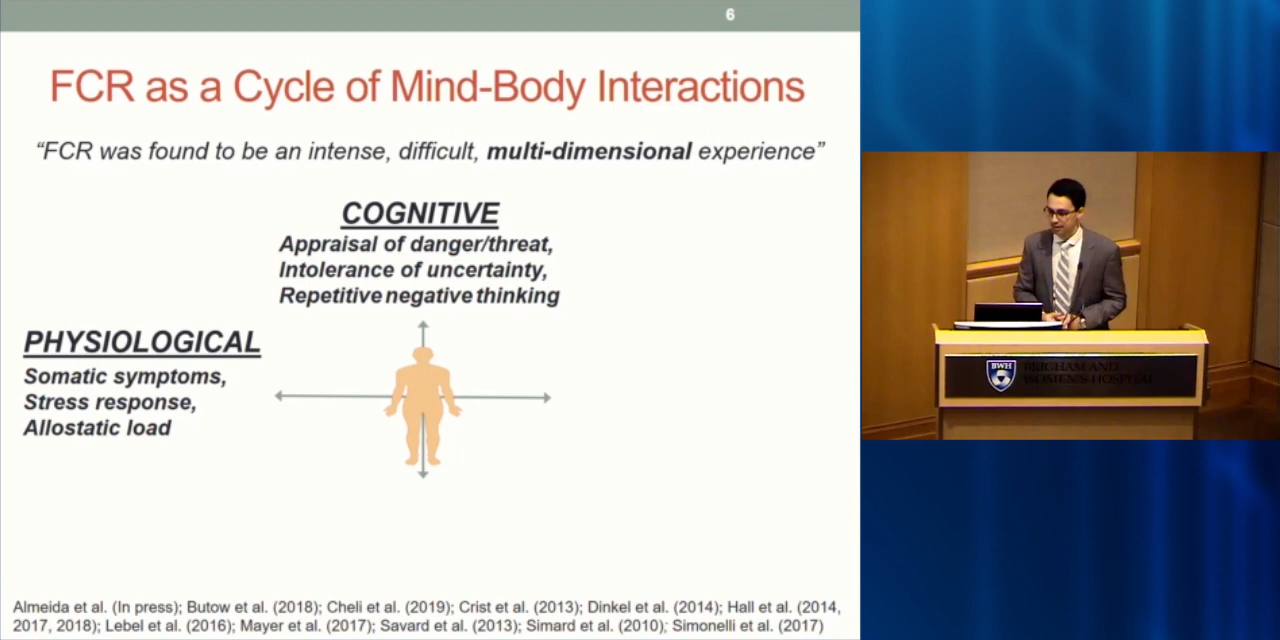 6
FCR as a Cycle of Mind-Body Interactions
“FCR was found to be an intense, difficult, multi-dimensional experience”
COGNITIVE
Appraisal of danger/threat,
Intolerance of uncertainty,
Repetitive negative thinking
PHYSIOLOGICAL
Somatic symptoms,
Stress response,
Allostatic load
Almeida et al. (In press); Butow et al. (2018); Cheli et al. (2019); Crist et al. (2013); Dinkel et al. (2014); Hall et al. (2014,
2017, 2018); Lebel et al. (2016); Mayer et al. (2017); Savard et al. (2013); Simard et al. (2010); Simonelli et al. (2017)
BWH
BRIGHAM AND
WOMEN'S HOSPITAL